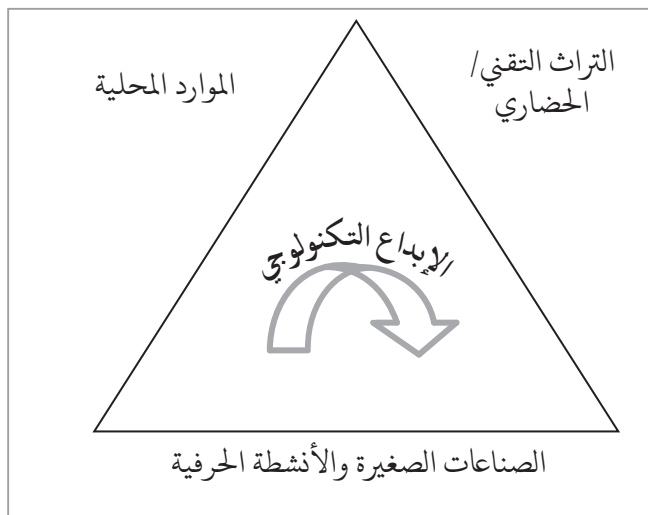 التراث التقني/
الحضاري
الموارد المحلية
الإبداع التكنولوجي
الصناعات الصغيرة والأنشطة الحرفية